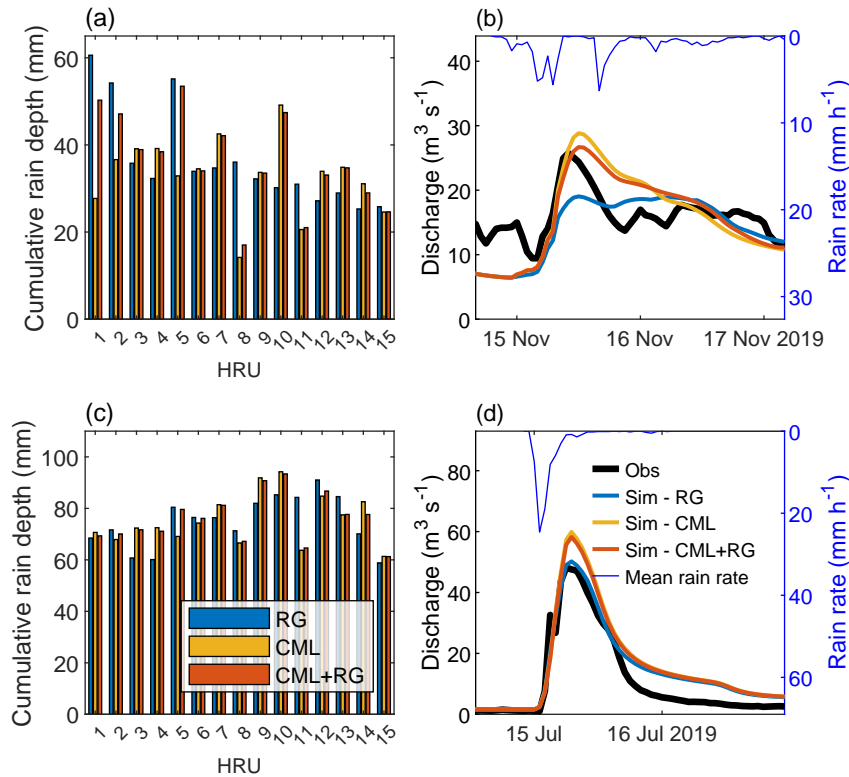 (a)
Cumulative rain depth (mm)
60
40
20
0
1 2 3 4 5 6 7 8 9 10 11 12 13 14 15
HRU
(b)
Discharge (m³ s⁻¹)
40
30
20
10
0
15 Nov 16 Nov 17 Nov 2019
0
10
20
30
Rain rate (mm h⁻¹)
(c)
Cumulative rain depth (mm)
100
80
60
40
20
0
RG
CML
CML+RG
1 2 3 4 5 6 7 8 9 10 11 12 13 14 15
HRU
(d)
Discharge (m³ s⁻¹)
80
60
40
20
0
Obs
Sim - RG
Sim - CML
Sim - CML+RG
Mean rain rate
15 Jul 16 Jul 2019
0
20
40
60
Rain rate (mm h⁻¹)